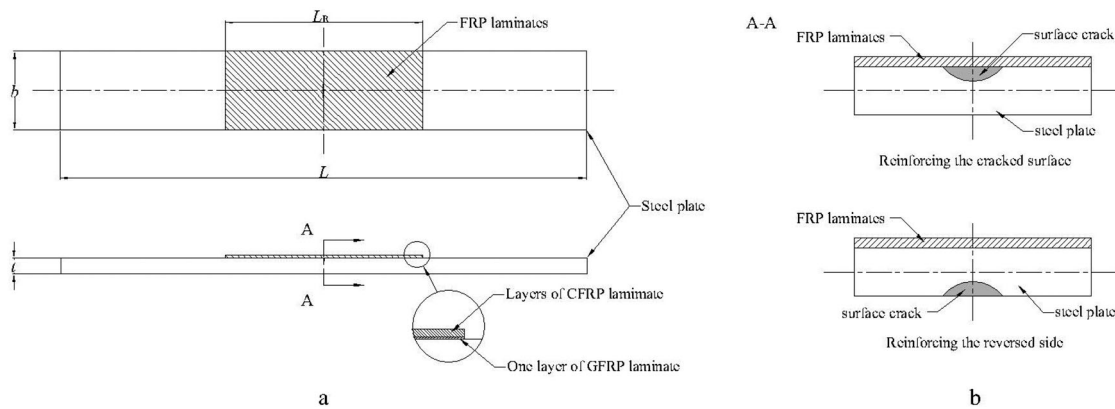 L_R
FRP laminates
b
L
Steel plate
A
t
A
Layers of CFRP lamimate
One layer of GFRP laminate
a
A-A
surface crack
FRP laminates
steel plate
Reinforcing the cracked surface
FRP laminates
surface crack
steel plate
Reinforcing the reversed side
b